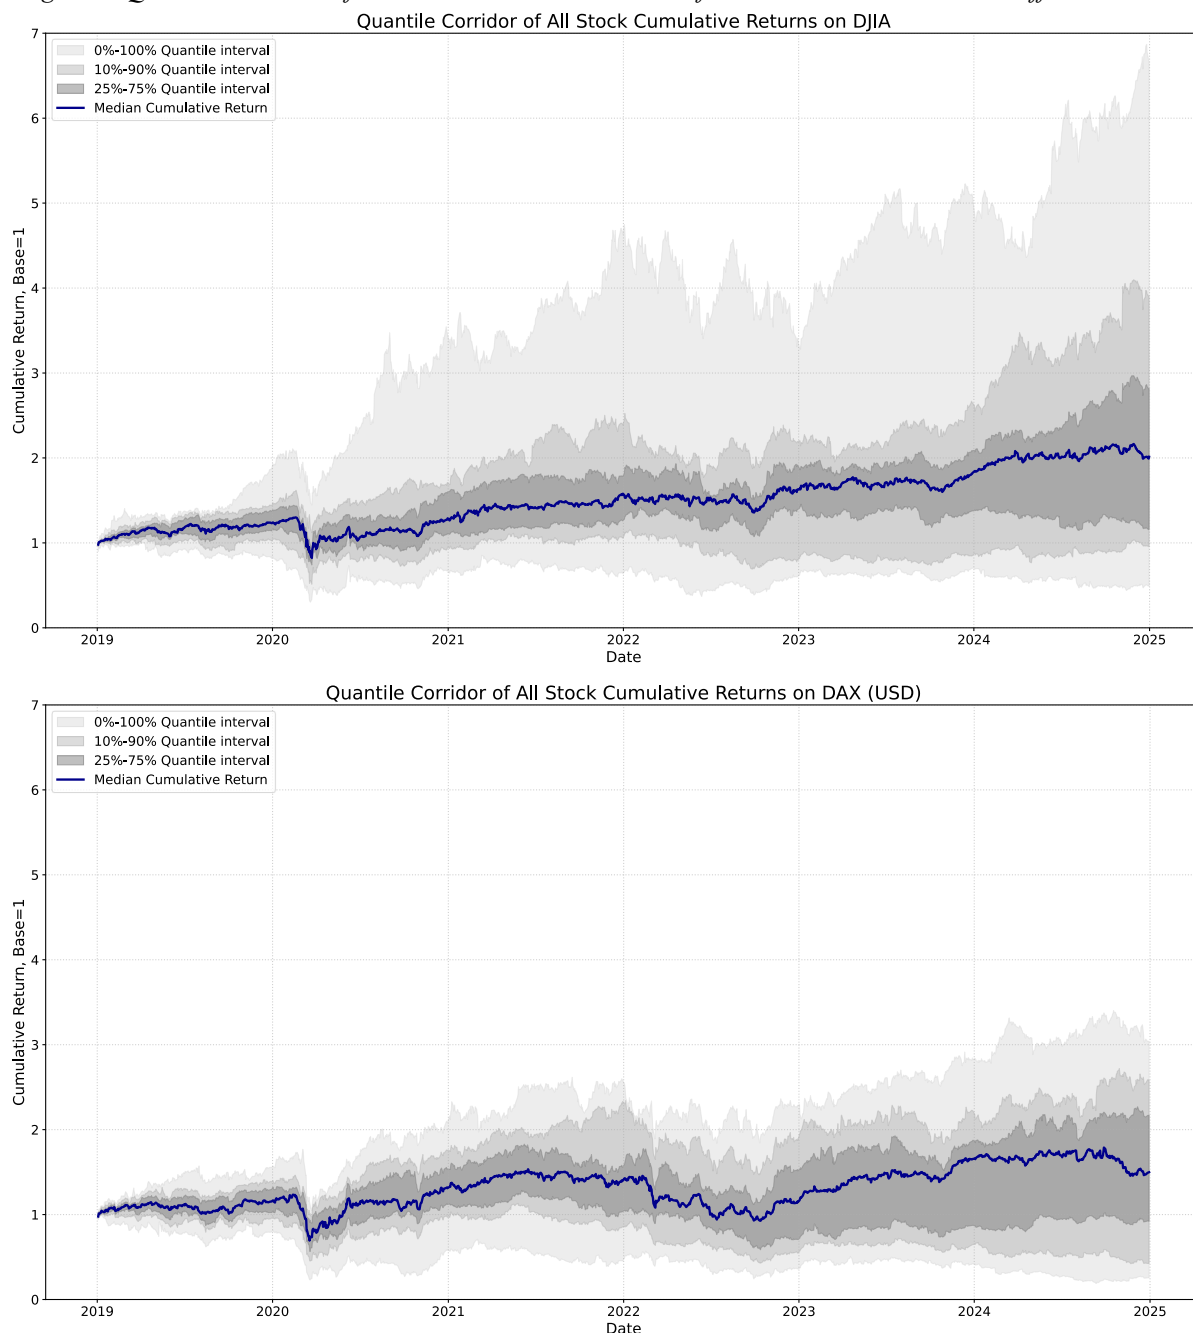 Quantile Corridor of All Stock Cumulative Returns on DJIA
7
0%-100% Quantile interval
10%-90% Quantile interval
25%-75% Quantile interval
Median Cumulative Return
6
5
4
3
2
1
0
Cumulative Return, Base=1
2019 2020 2021 2022 2023 2024 2025
Date
Quantile Corridor of All Stock Cumulative Returns on DAX (USD)
7
0%-100% Quantile interval
10%-90% Quantile interval
25%-75% Quantile interval
Median Cumulative Return
6
5
4
3
2
1
0
Cumulative Return, Base=1
2019 2020 2021 2022 2023 2024 2025
Date